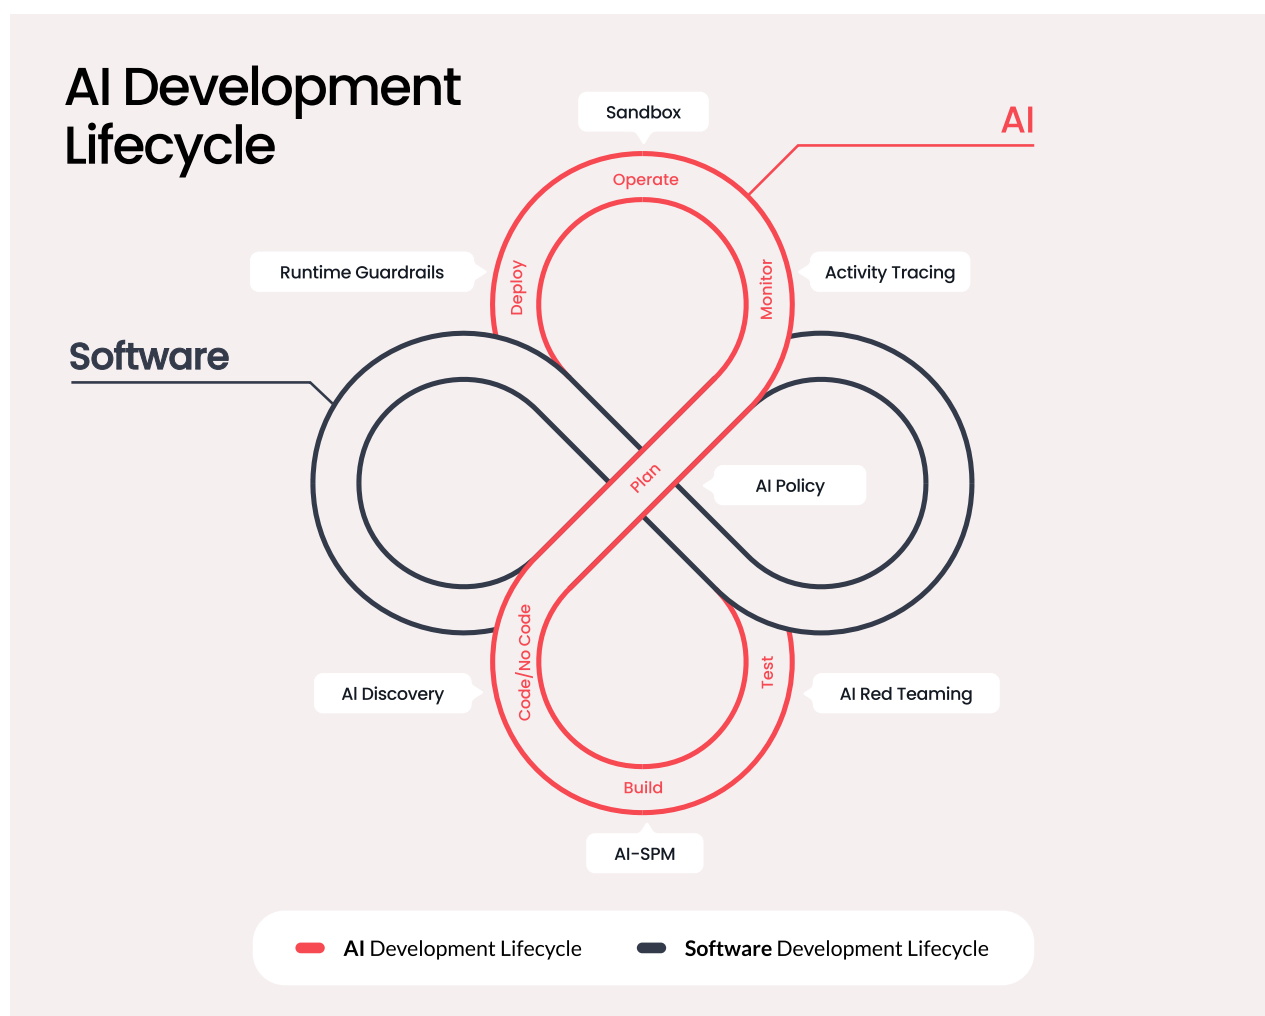 AI Development
Lifecycle
Sandbox
AI
Operate
Runtime Guardrails
Deploy
Monitor
Activity Tracing
Software
Plan
AI Policy
Code/No Code
Test
AI Discovery
AI Red Teaming
Build
AI-SPM
AI Development Lifecycle
Software Development Lifecycle